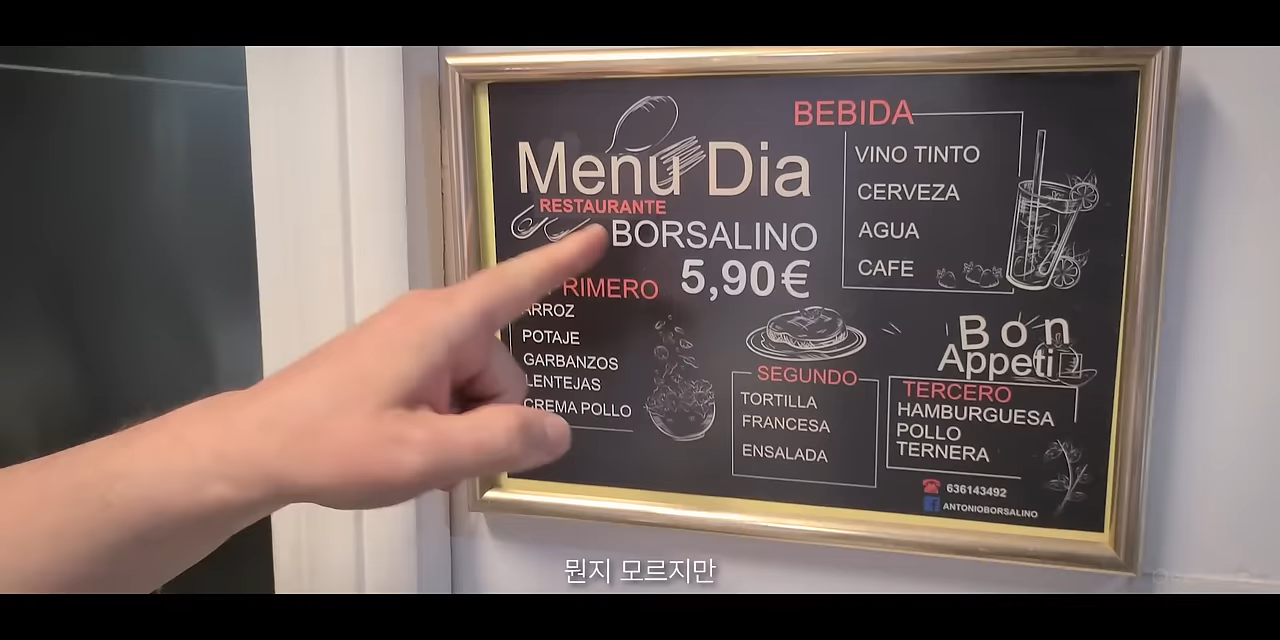 Menu Dia
RESTAURANTE
BORSALINO
5,90€
RIMERO
ARROZ
POTAJE
GARBANZOS
LENTEJAS
CREMA POLLO
BEBIDA
VINO TINTO
CERVEZA
AGUA
CAFE
Bon
Appeti
SEGUNDO
TORTILLA
FRANCESA
ENSALADA
TERCERO
HAMBURGUESA
POLLO
TERNERA
636143492
ANTONIOBORSALINO
뭔지 모르지만